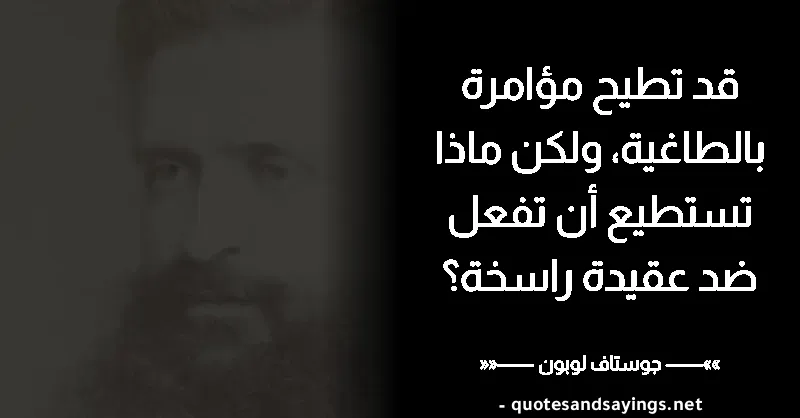 قد تطيح مؤامرة
بالطاغية، ولكن ماذا
تستطيع أن تفعل
ضد عقيدة راسخة؟
»»—— جوستاف لوبون ——««
- quotesandsayings.net